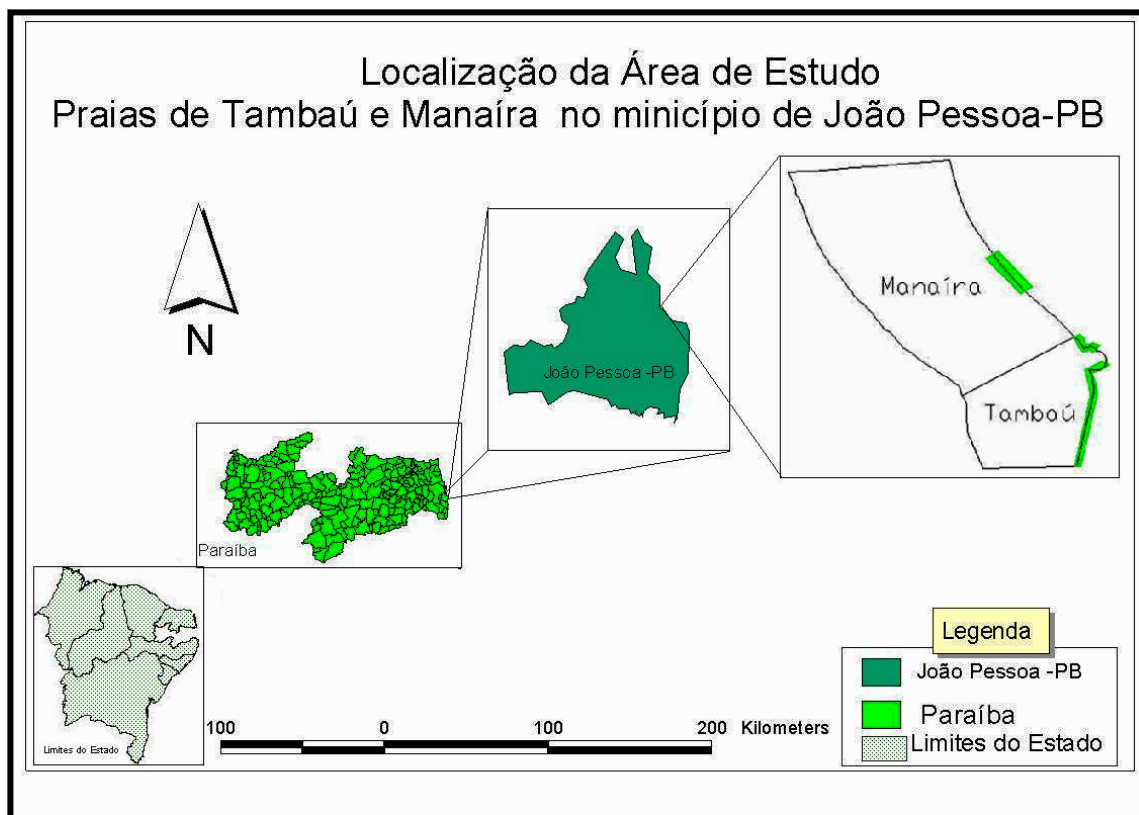 Localização da Área de Estudo
Praias de Tambaú e Manaíra no minicípio de João Pessoa-PB
N
Manaíra
Tambaú
João Pessoa -PB
Paraíba
Limites do Estado
100 0 100 200 Kilometers
Legenda
João Pessoa -PB
Paraíba
Limites do Estado